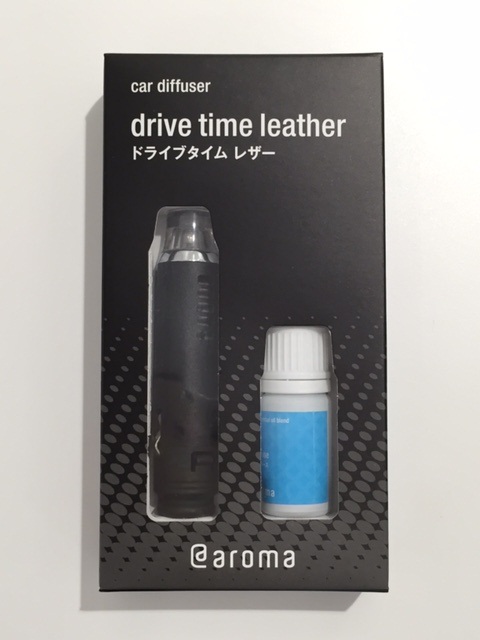 car diffuser
drive time leather
ドライブタイム レザー
@aroma